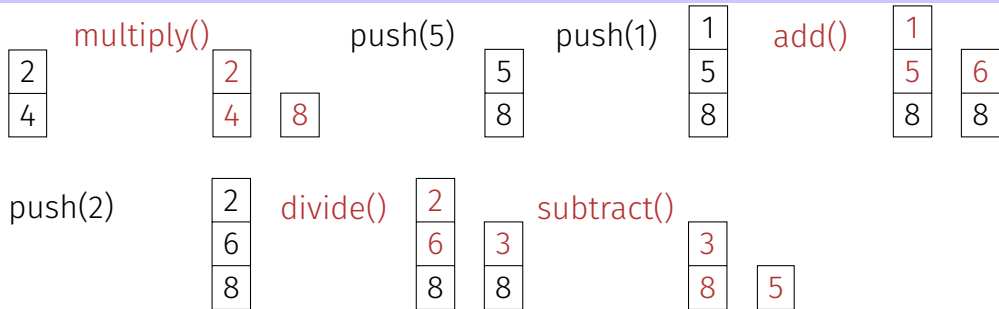 multiply() push(5) push(1) 1 add() 1
2 2 5 5 5 6
4 4 8 8 8 8 8
push(2) 2 divide() 2 subtract()
6 6 3 3
8 8 8 8 5